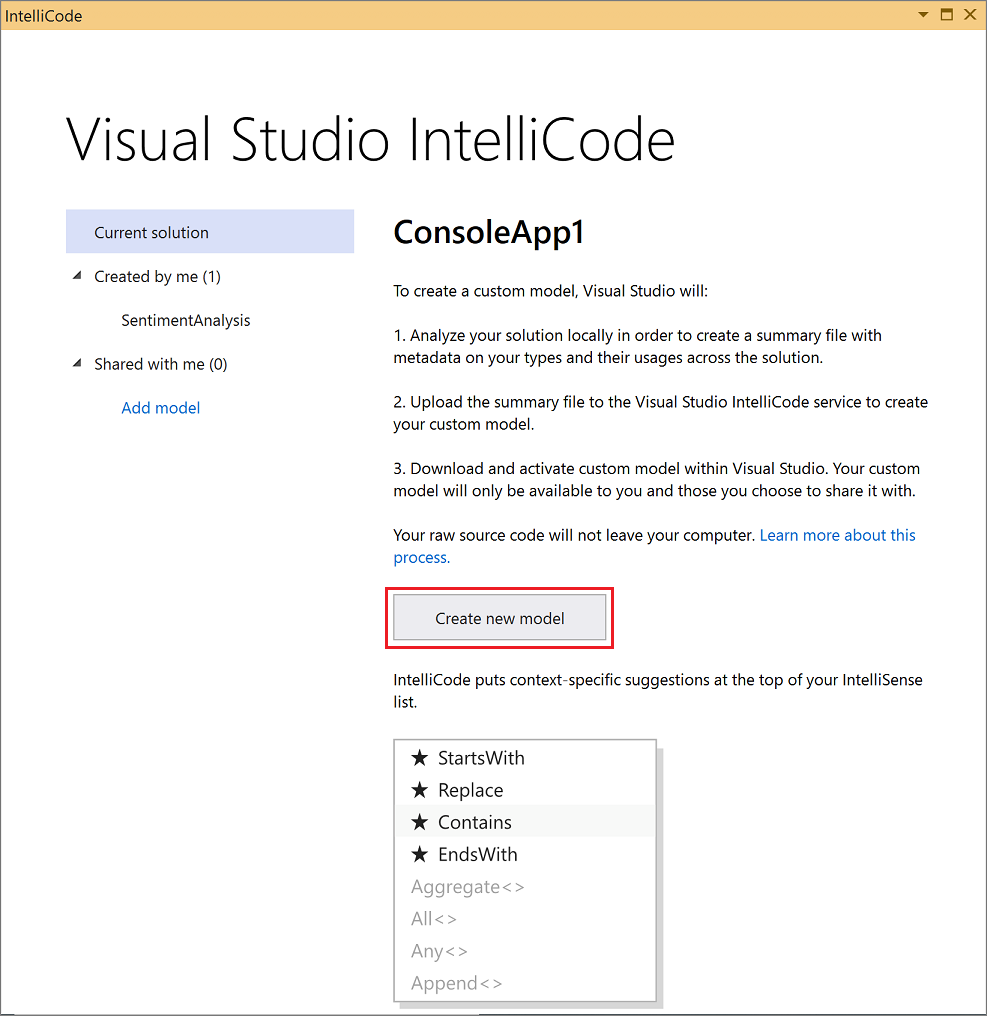 IntelliCode
Visual Studio IntelliCode
Current solution
Created by me (1)
SentimentAnalysis
Shared with me (0)
Add model
ConsoleApp1
To create a custom model, Visual Studio will:
1. Analyze your solution locally in order to create a summary file with
metadata on your types and their usages across the solution.
2. Upload the summary file to the Visual Studio IntelliCode service to create
your custom model.
3. Download and activate custom model within Visual Studio. Your custom
model will only be available to you and those you choose to share it with.
Your raw source code will not leave your computer. Learn more about this
process.
Create new model
IntelliCode puts context-specific suggestions at the top of your IntelliSense
list.
★ StartsWith
★ Replace
★ Contains
★ EndsWith
Aggregate<>
All<>
Any<>
Append<>